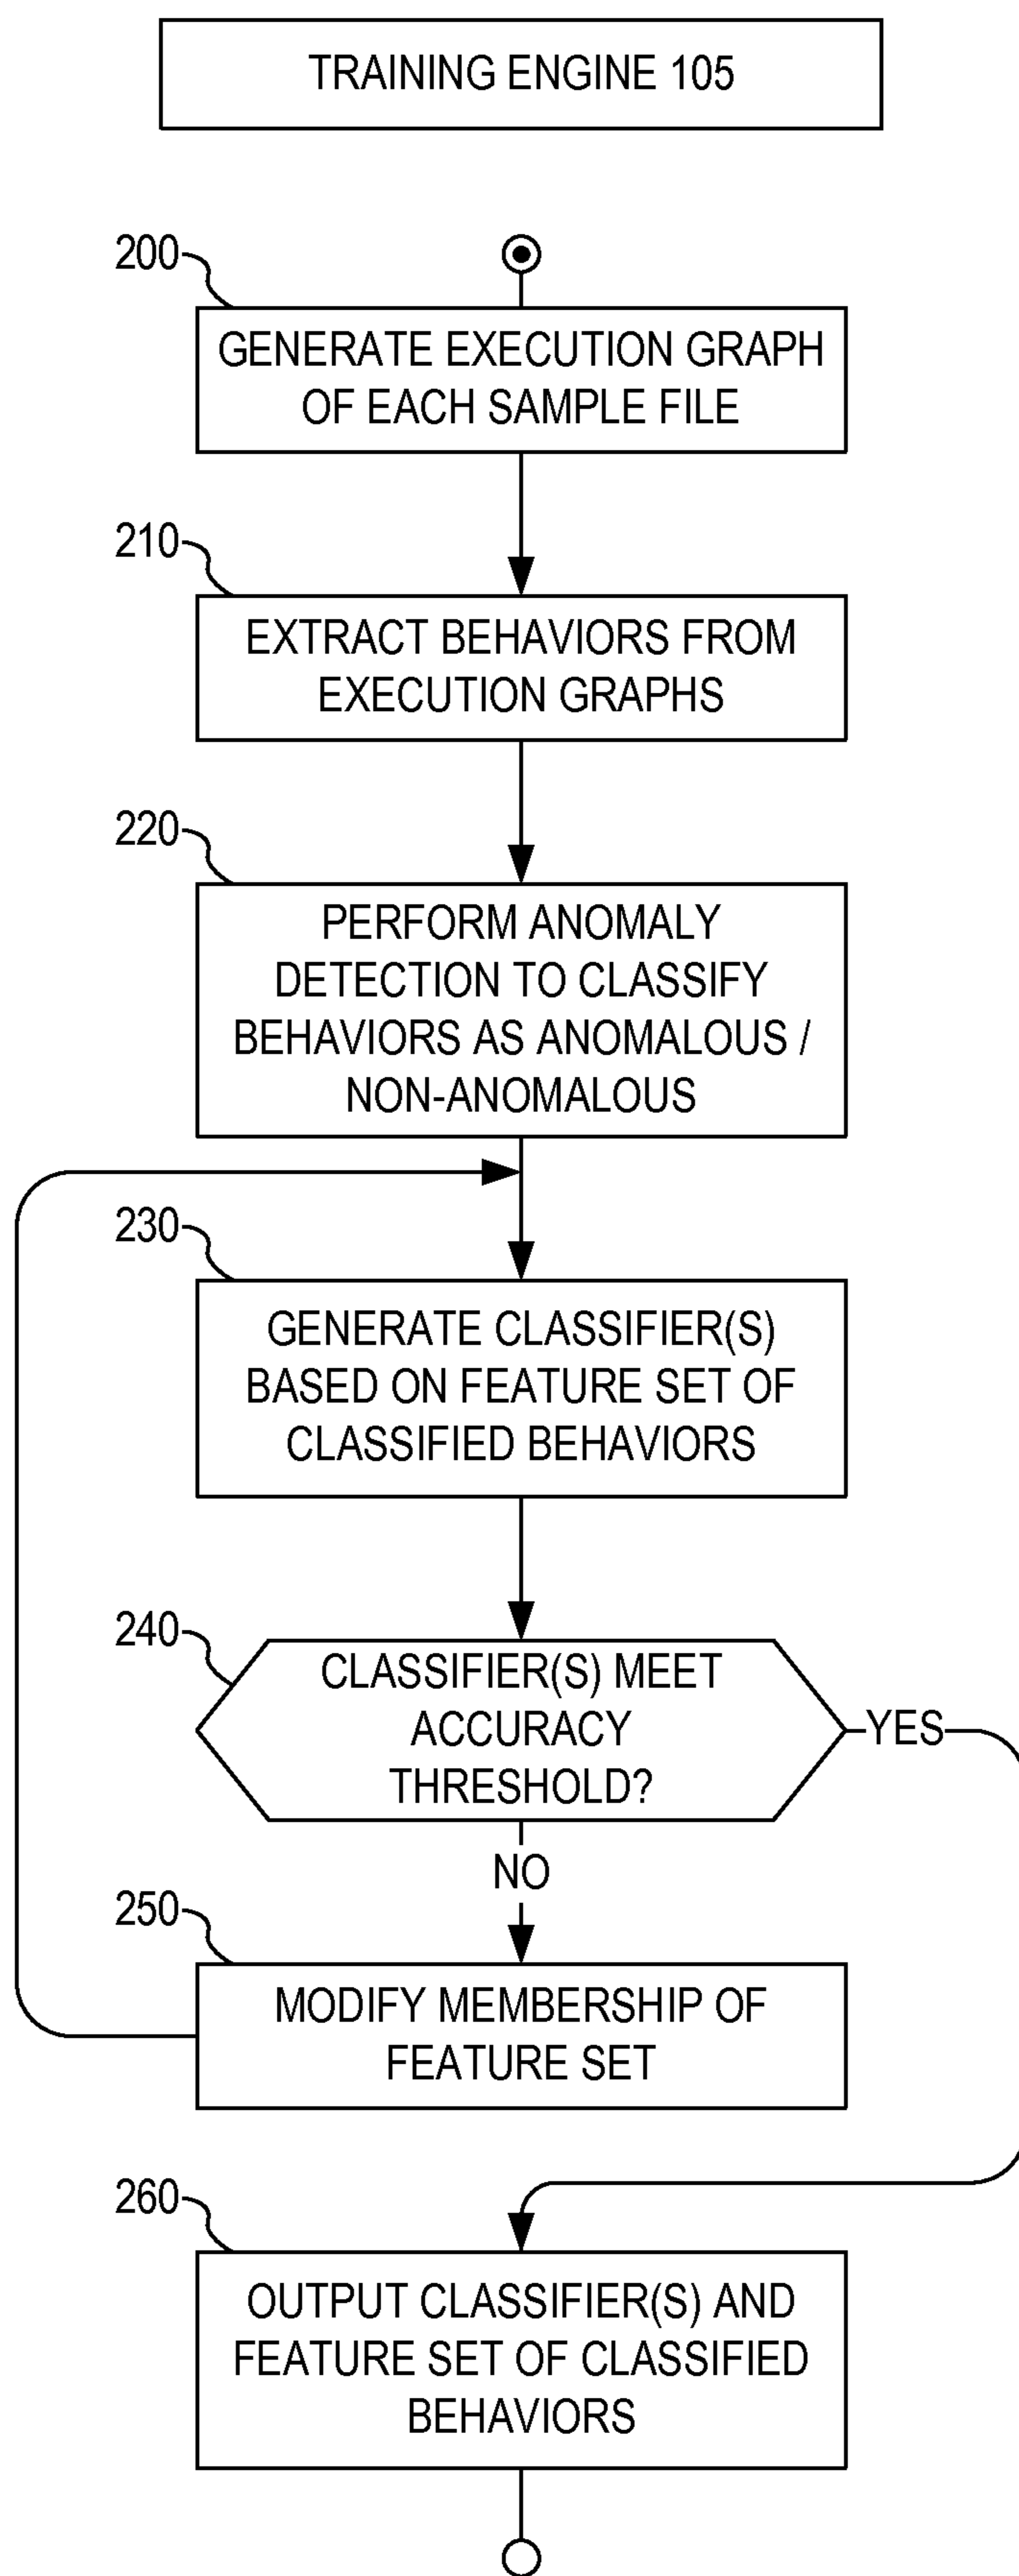 TRAINING ENGINE 105
200
GENERATE EXECUTION GRAPH
OF EACH SAMPLE FILE
210
EXTRACT BEHAVIORS FROM
EXECUTION GRAPHS
220
PERFORM ANOMALY
DETECTION TO CLASSIFY
BEHAVIORS AS ANOMALOUS /
NON-ANOMALOUS
230
GENERATE CLASSIFIER(S)
BASED ON FEATURE SET OF
CLASSIFIED BEHAVIORS
240
CLASSIFIER(S) MEET
ACCURACY
THRESHOLD?
YES
NO
250
MODIFY MEMBERSHIP OF
FEATURE SET
260
OUTPUT CLASSIFIER(S) AND
FEATURE SET OF CLASSIFIED
BEHAVIORS